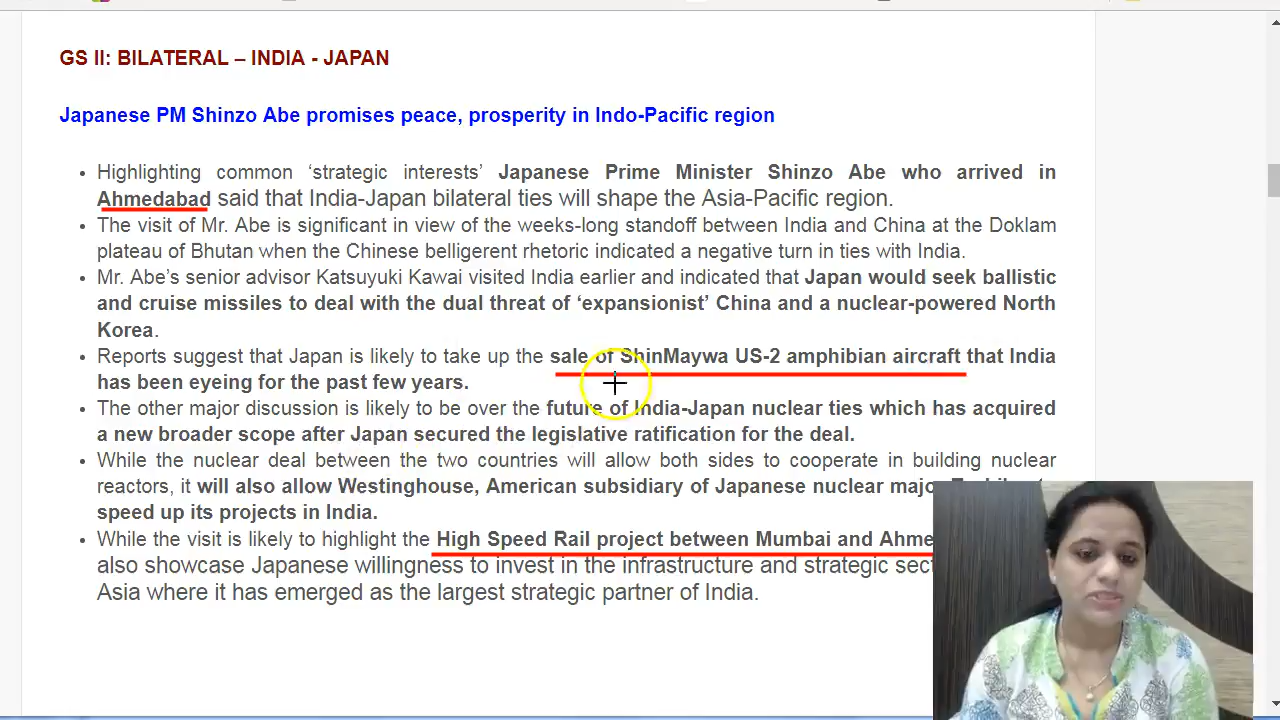 GS II: BILATERAL – INDIA - JAPAN
Japanese PM Shinzo Abe promises peace, prosperity in Indo-Pacific region
• Highlighting common ‘strategic interests’ Japanese Prime Minister Shinzo Abe who arrived in
Ahmedabad said that India-Japan bilateral ties will shape the Asia-Pacific region.
• The visit of Mr. Abe is significant in view of the weeks-long standoff between India and China at the Doklam
plateau of Bhutan when the Chinese belligerent rhetoric indicated a negative turn in ties with India.
• Mr. Abe’s senior advisor Katsuyuki Kawai visited India earlier and indicated that Japan would seek ballistic
and cruise missiles to deal with the dual threat of ‘expansionist’ China and a nuclear-powered North
Korea.
• Reports suggest that Japan is likely to take up the sale of ShinMaywa US-2 amphibian aircraft that India
has been eyeing for the past few years.
• The other major discussion is likely to be over the future of India-Japan nuclear ties which has acquired
a new broader scope after Japan secured the legislative ratification for the deal.
• While the nuclear deal between the two countries will allow both sides to cooperate in building nuclear
reactors, it will also allow Westinghouse, American subsidiary of Japanese nuclear
speed up its projects in India.
• While the visit is likely to highlight the High Speed Rail project between Mumbai and
also showcase Japanese willingness to invest in the infrastructure and strategic
Asia where it has emerged as the largest strategic partner of India.